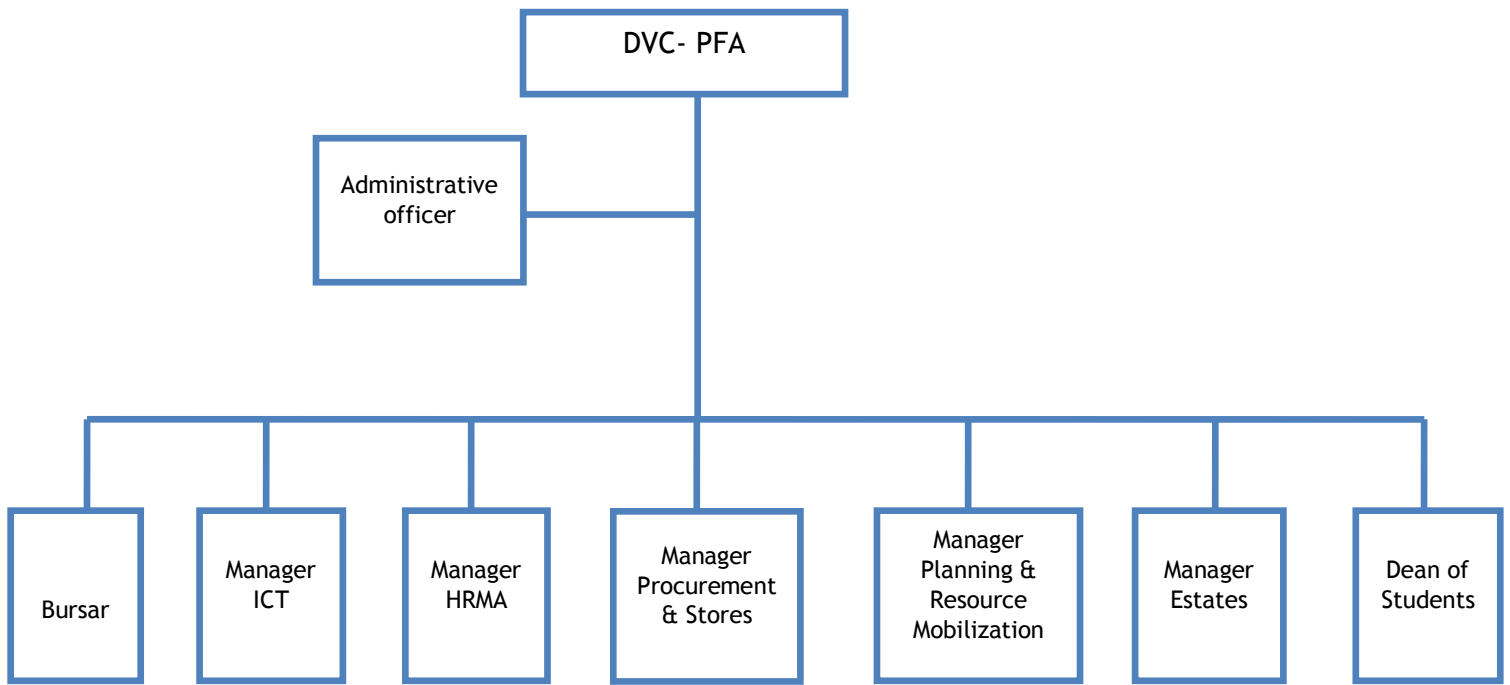 DVC- PFA
Administrative
officer
Bursar
Manager
ICT
Manager
HRMA
Manager
Procurement
& Stores
Manager
Planning &
Resource
Mobilization
Manager
Estates
Dean of
Students